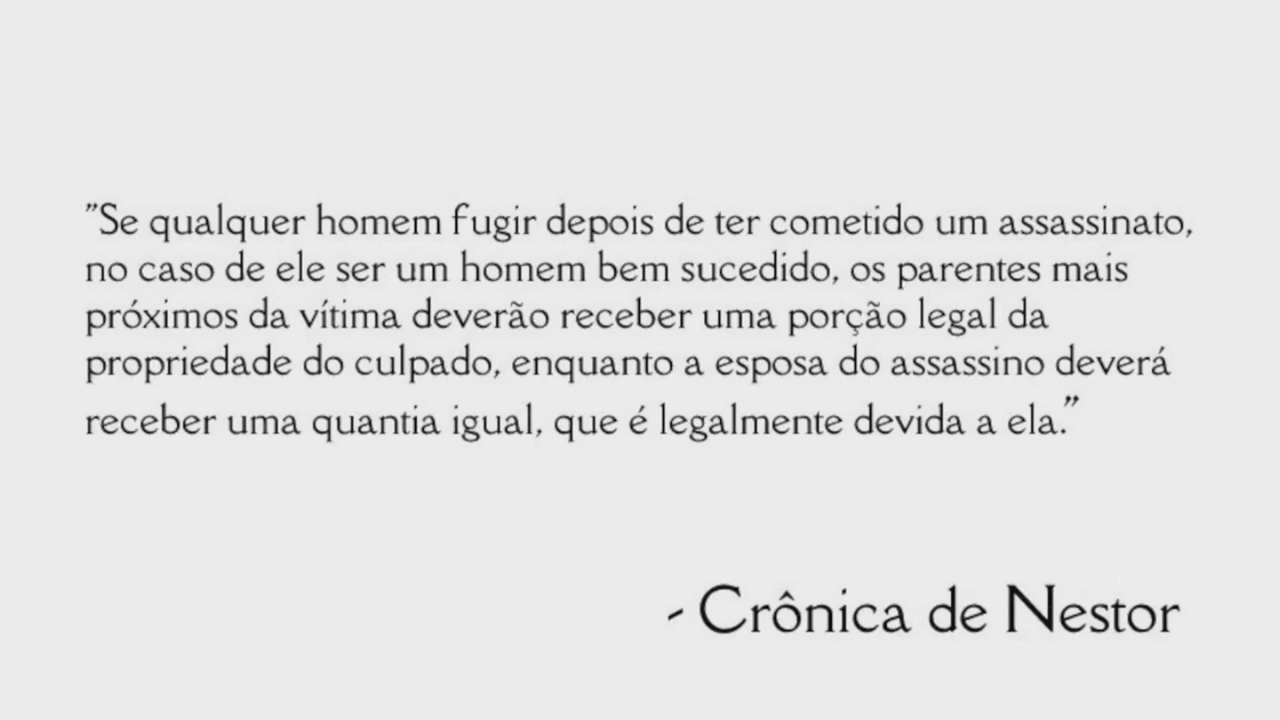 "Se qualquer homem fugir depois de ter cometido um assassinato,
no caso de ele ser um homem bem sucedido, os parentes mais
próximos da vítima deverão receber uma porção legal da
propriedade do culpado, enquanto a esposa do assassino deverá
receber uma quantia igual, que é legalmente devida a ela."
- Crônica de Nestor